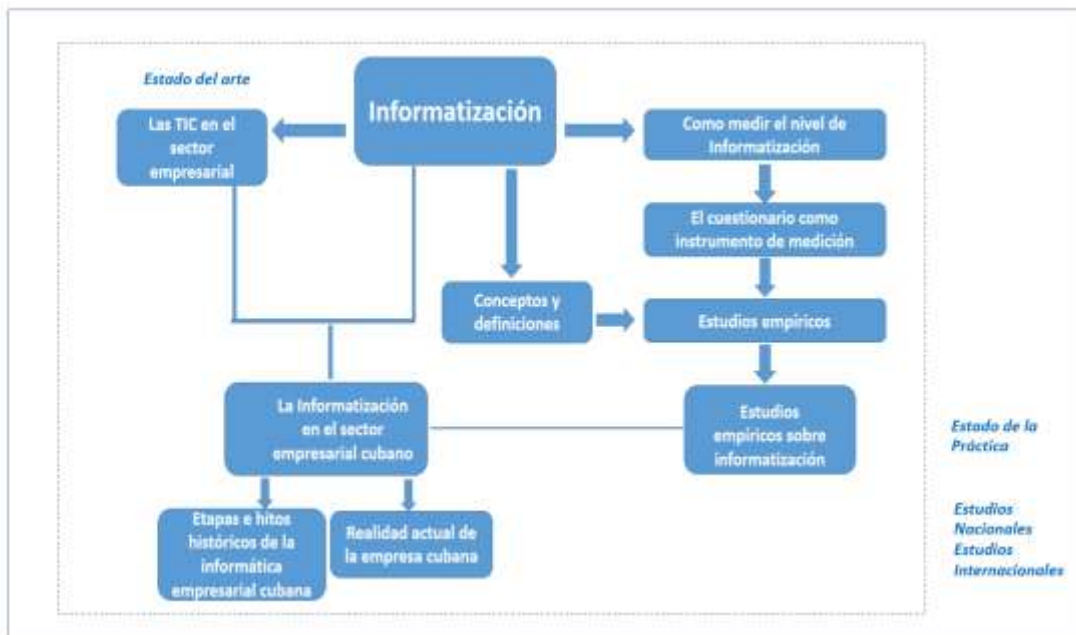 Estado del arte
Informatización
Las TIC en el
sector
empresarial
Como medir el nivel de
Informatización
El cuestionario como
instrumento de medición
Conceptos y
definiciones
Estudios empíricos
La Informatización
en el sector
empresarial cubano
Estudios
empíricos sobre
informatización
Estado de la
Práctica
Etapas e hitos
históricos de la
informática
empresarial cubana
Realidad actual de
la empresa cubana
Estudios
Nacionales
Estudios
Internacionales